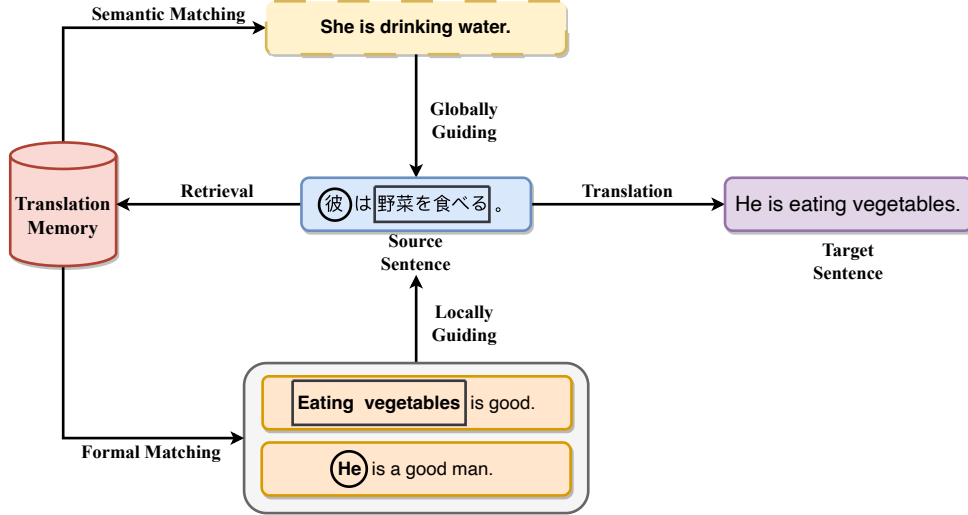 Semantic Matching
She is drinking water.
Globally
Guiding
Translation
Memory
Retrieval
彼は野菜を食べる。
Translation
He is eating vegetables.
Source
Sentence
Target
Sentence
Locally
Guiding
Formal Matching
Eating vegetables is good.
He is a good man.